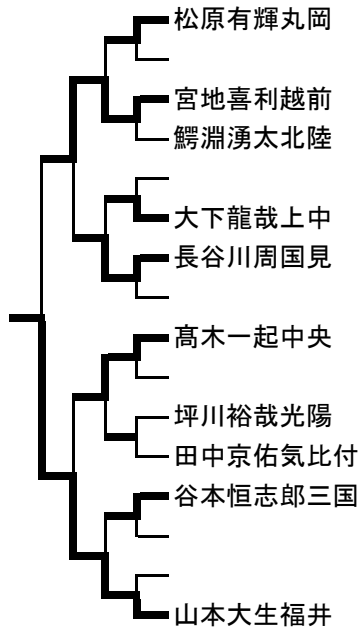 松原有輝丸岡
宮地喜利越前
鰐淵湧太北陸
大下龍哉上中
長谷川周国見
髙木一起中央
坪川裕哉光陽
田中京佑気比付
谷本恒志郎三国
山本大生福井